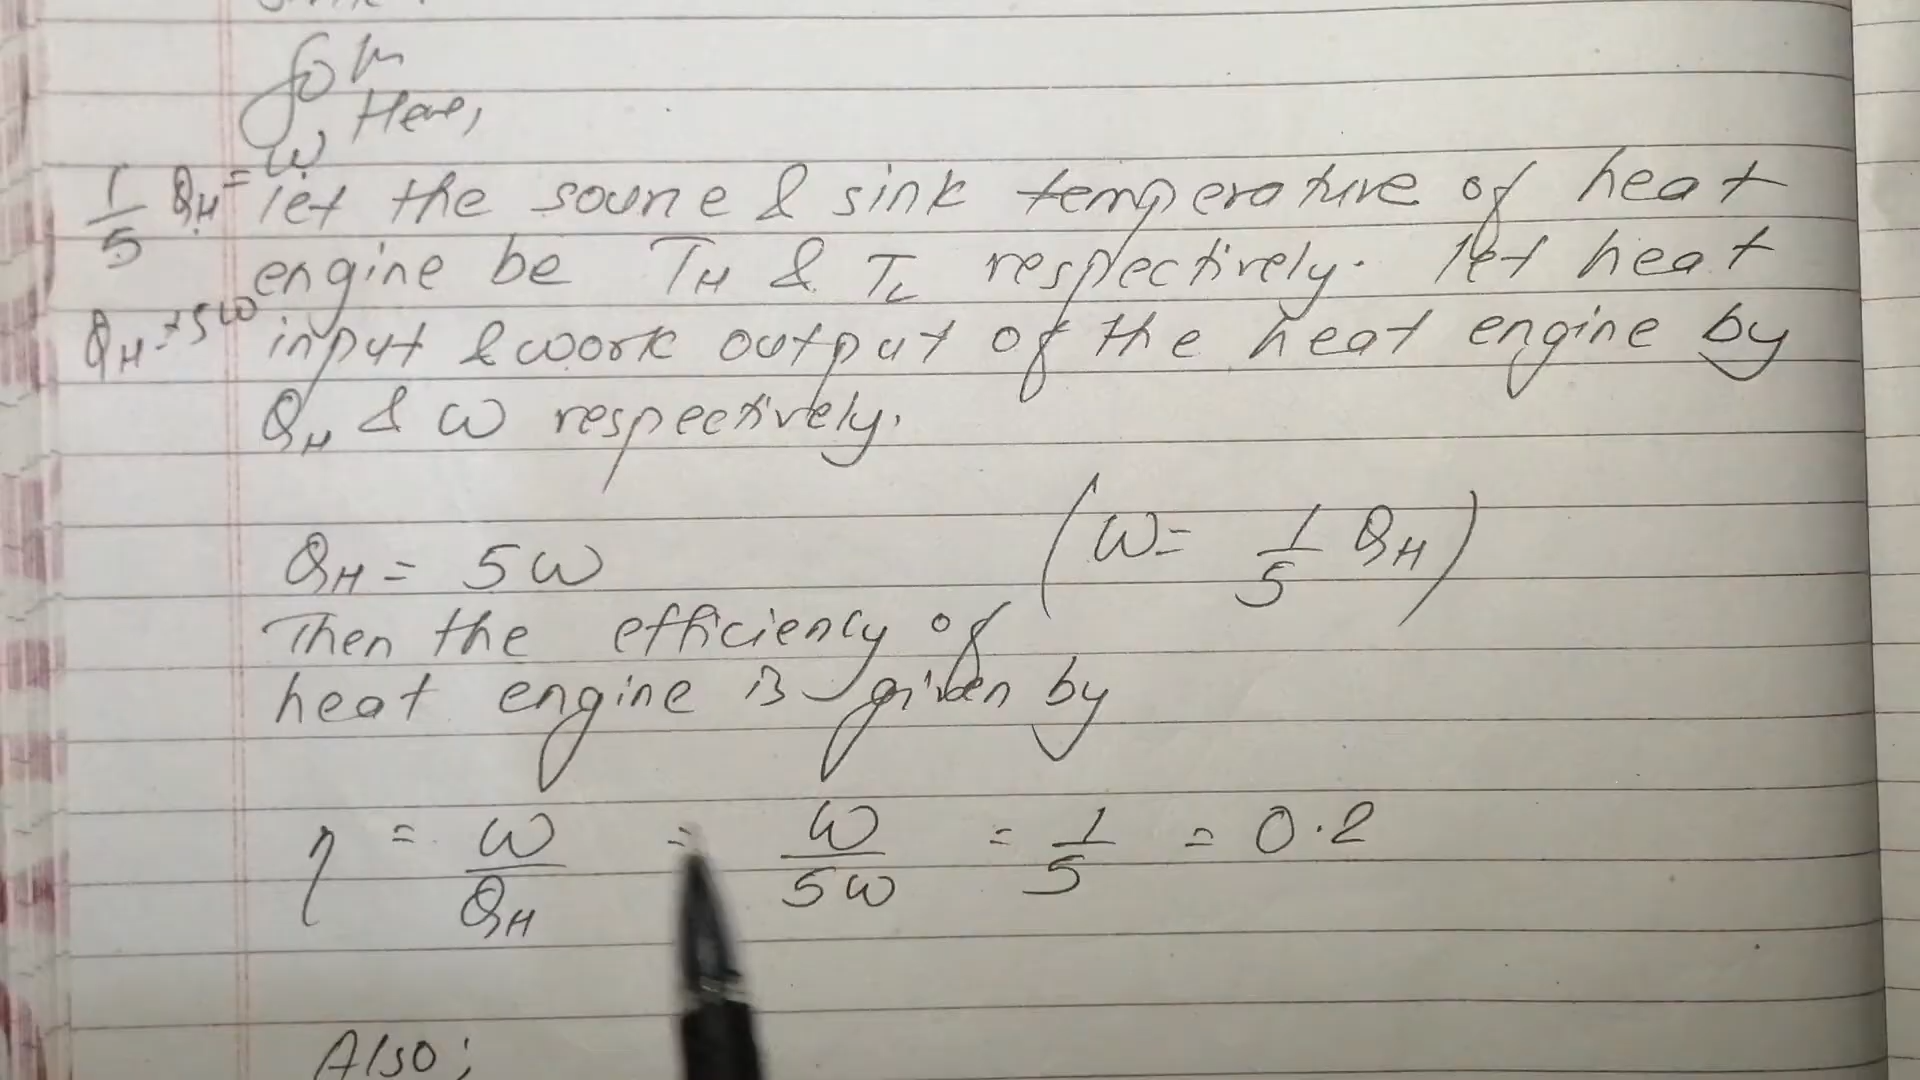 Soln
Here,
1/5 QH = W
let the source & sink temperature of heat
engine be TH & TL respectively. let heat
QH = 5W
input & work output of the heat engine by
QH & W respectively.
QH = 5W (W = 1/5 QH)
Then the efficiency of
heat engine is given by
η = W/QH = W/5W = 1/5 = 0.2
Also;